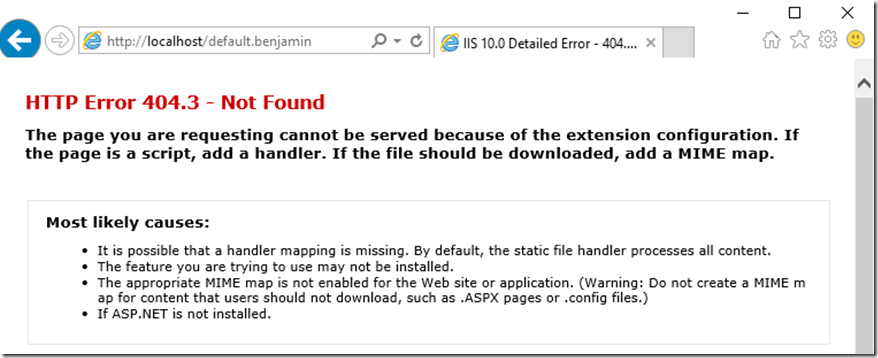 http://localhost/default.benjamin
IIS 10.0 Detailed Error - 404....
HTTP Error 404.3 - Not Found
The page you are requesting cannot be served because of the extension configuration. If
the page is a script, add a handler. If the file should be downloaded, add a MIME map.
Most likely causes:
• It is possible that a handler mapping is missing. By default, the static file handler processes all content.
• The feature you are trying to use may not be installed.
• The appropriate MIME map is not enabled for the Web site or application. (Warning: Do not create a MIME m
ap for content that users should not download, such as .ASPX pages or .config files.)
• If ASP.NET is not installed.